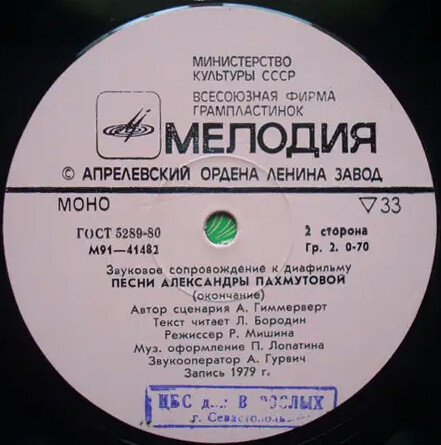 МИНИСТЕРСТВО
КУЛЬТУРЫ СССР
ВСЕСОЮЗНАЯ ФИРМА
ГРАМПЛАСТИНОК
МЕЛОДИЯ
© АПРЕЛЕВСКИЙ ОРДЕНА ЛЕНИНА ЗАВОД
МОНО ▽33
ГОСТ 5289-80 2 сторона
М91—41482 Гр. 2. 0-70
Звуковое сопровождение к диафильму
ПЕСНИ АЛЕКСАНДРЫ ПАХМУТОВОЙ
(окончание)
Автор сценария А. Гиммерверт
Текст читает Л. Бородин
Режиссер Р. Мишина
Муз. оформление П. Лопатина
Звукооператор А. Гурвич
Запись 1979 г.
ЦБС В
г.